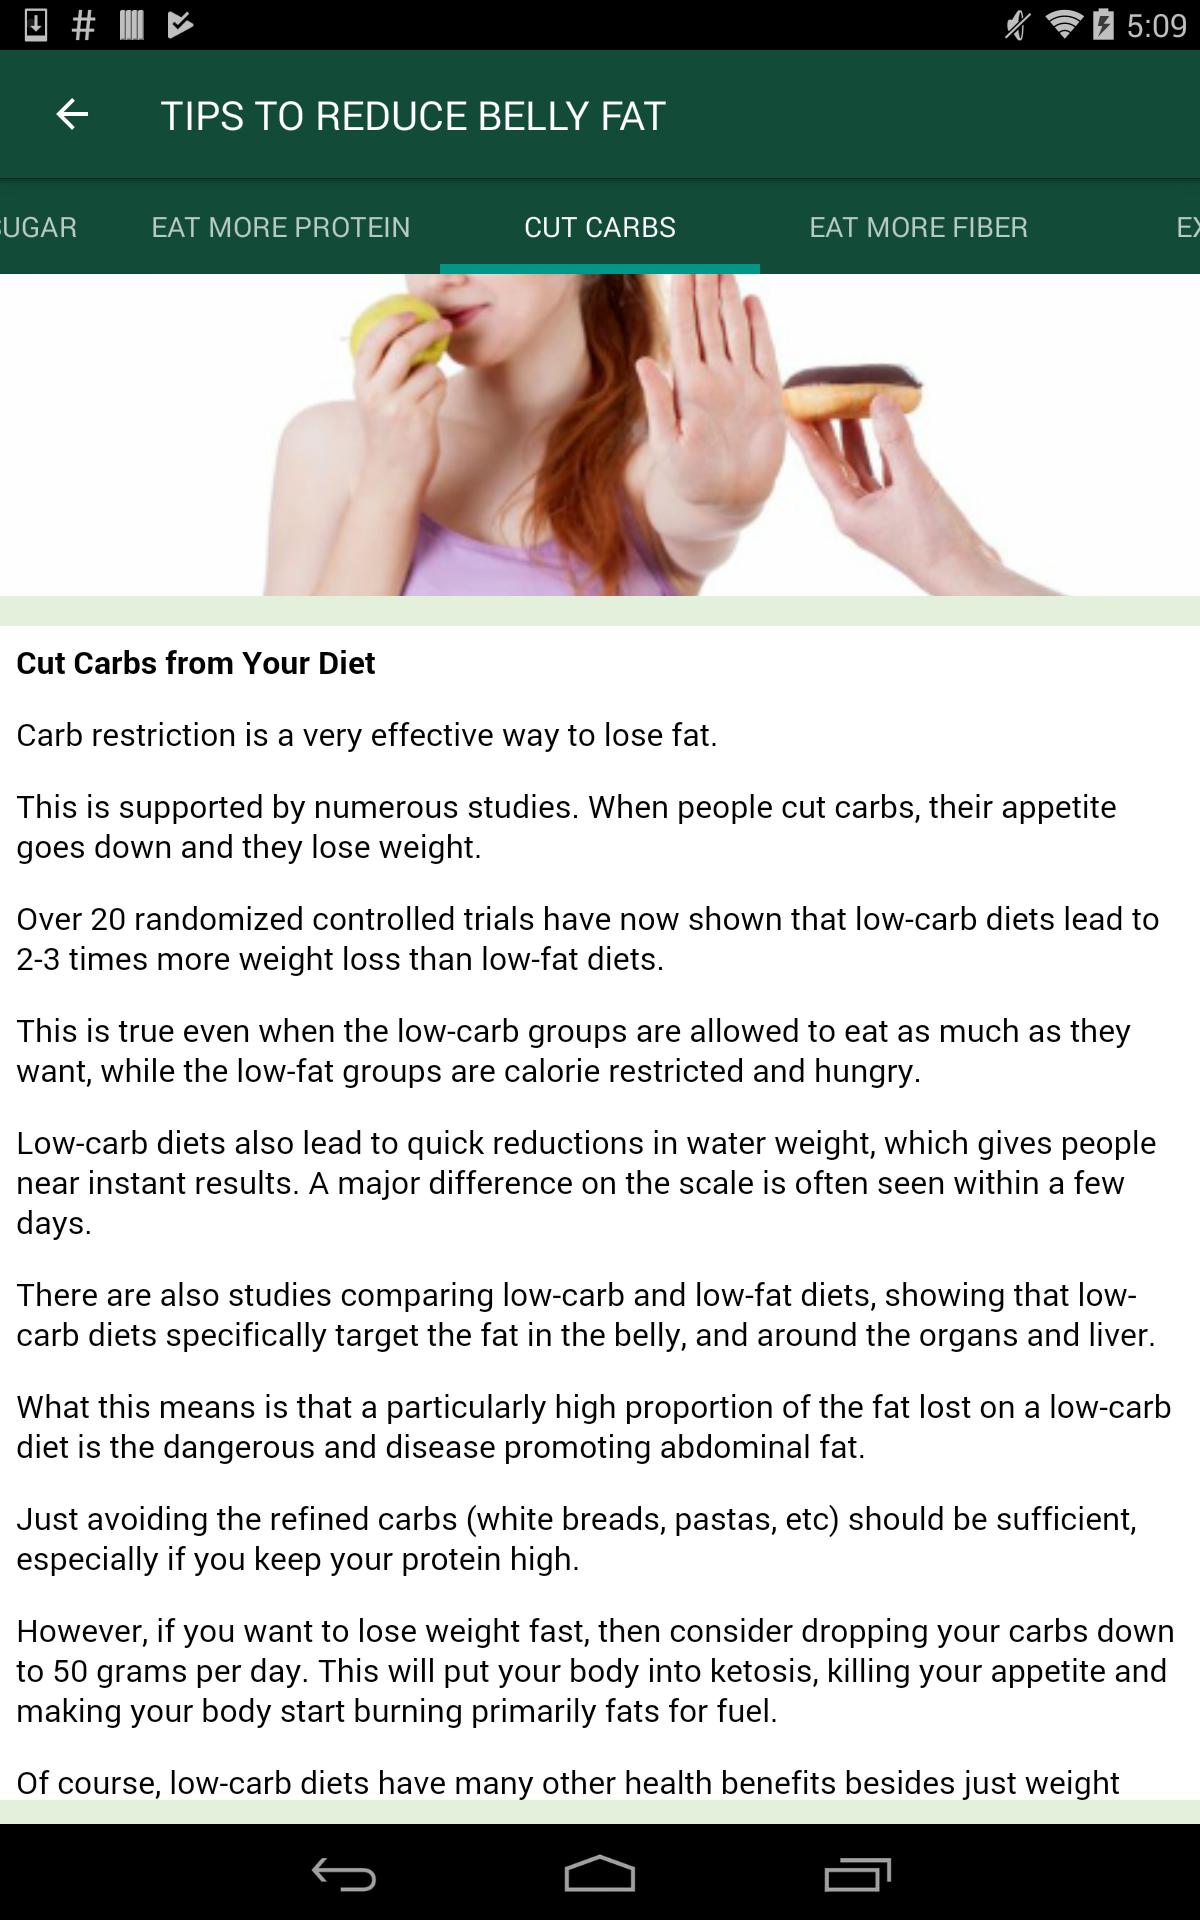 5:09
TIPS TO REDUCE BELLY FAT
SUGAR EAT MORE PROTEIN CUT CARBS EAT MORE FIBER EX
Cut Carbs from Your Diet
Carb restriction is a very effective way to lose fat.
This is supported by numerous studies. When people cut carbs, their appetite
goes down and they lose weight.
Over 20 randomized controlled trials have now shown that low-carb diets lead to
2-3 times more weight loss than low-fat diets.
This is true even when the low-carb groups are allowed to eat as much as they
want, while the low-fat groups are calorie restricted and hungry.
Low-carb diets also lead to quick reductions in water weight, which gives people
near instant results. A major difference on the scale is often seen within a few
days.
There are also studies comparing low-carb and low-fat diets, showing that low-
carb diets specifically target the fat in the belly, and around the organs and liver.
What this means is that a particularly high proportion of the fat lost on a low-carb
diet is the dangerous and disease promoting abdominal fat.
Just avoiding the refined carbs (white breads, pastas, etc) should be sufficient,
especially if you keep your protein high.
However, if you want to lose weight fast, then consider dropping your carbs down
to 50 grams per day. This will put your body into ketosis, killing your appetite and
making your body start burning primarily fats for fuel.
Of course, low-carb diets have many other health benefits besides just weight